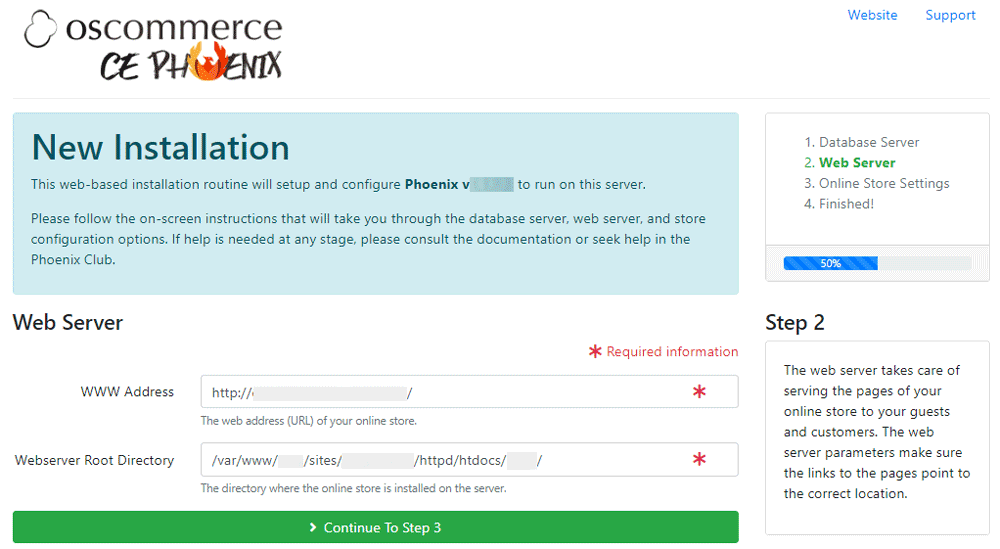 oscommerce
CE PHOENIX
Website Support
New Installation
This web-based installation routine will setup and configure Phoenix v to run on this server.
Please follow the on-screen instructions that will take you through the database server, web server, and store
configuration options. If help is needed at any stage, please consult the documentation or seek help in the
Phoenix Club.
1. Database Server
2. Web Server
3. Online Store Settings
4. Finished!
50%
Web Server
* Required information
WWW Address http:// / *
The web address (URL) of your online store.
Webserver Root Directory /var/www/ /sites/ /httpd/htdocs/ / *
The directory where the online store is installed on the server.
> Continue To Step 3
Step 2
The web server takes care of
serving the pages of your
online store to your guests
and customers. The web
server parameters make sure
the links to the pages point to
the correct location.